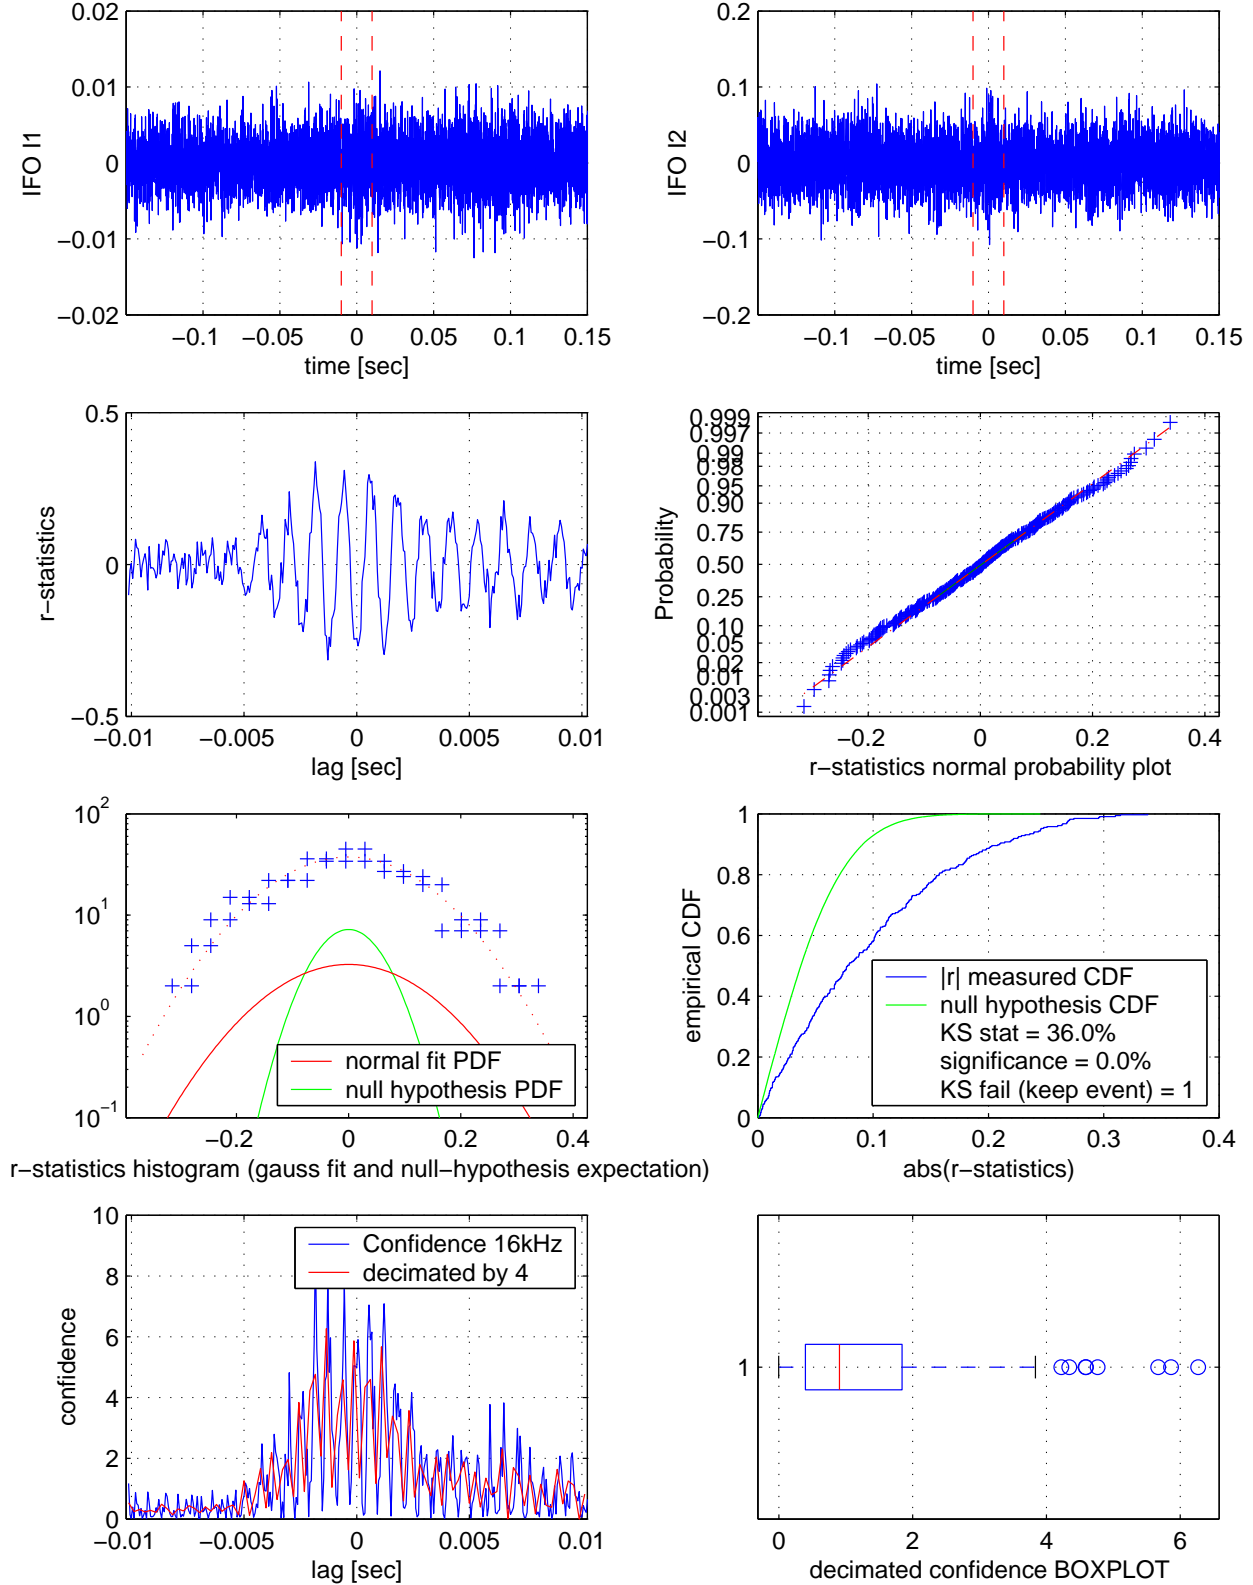 0.02
0.01
0
−0.01
−0.02
IFO I1
−0.1 −0.05 0 0.05 0.1 0.15
time [sec]
0.2
0.1
0
−0.1
−0.2
IFO I2
−0.1 −0.05 0 0.05 0.1 0.15
time [sec]
0.5
0
−0.5
r−statistics
−0.01 −0.005 0 0.005 0.01
lag [sec]
0.999
0.997
0.99
0.98
0.95
0.90
0.75
0.50
0.25
0.10
0.05
0.02
0.01
0.003
0.001
Probability
−0.2 0 0.2 0.4
r−statistics normal probability plot
10^2
10^1
10^0
10^−1
normal fit PDF
null hypothesis PDF
−0.2 0 0.2 0.4
r−statistics histogram (gauss fit and null−hypothesis expectation)
1
0.8
0.6
0.4
0.2
0
empirical CDF
|r| measured CDF
null hypothesis CDF
KS stat = 36.0%
significance = 0.0%
KS fail (keep event) = 1
0 0.1 0.2 0.3 0.4
abs(r−statistics)
10
8
6
4
2
0
confidence
Confidence 16kHz
decimated by 4
−0.01 −0.005 0 0.005 0.01
lag [sec]
1
0 2 4 6
decimated confidence BOXPLOT